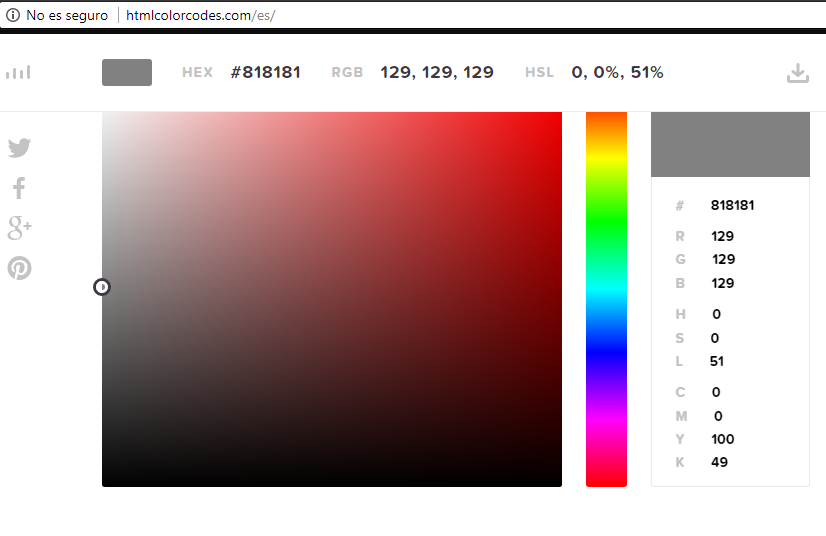 No es seguro htmlcolorcodes.com/es/
HEX #818181 RGB 129, 129, 129 HSL 0, 0%, 51%
# 818181
R 129
G 129
B 129
H 0
S 0
L 51
C 0
M 0
Y 100
K 49